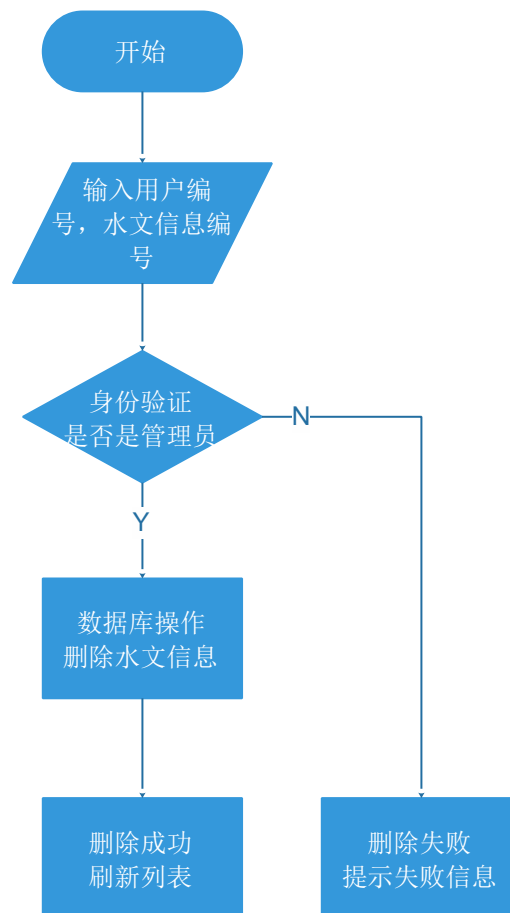 开始
输入用户编
号，水文信息编
号
身份验证
是否是管理员
N
Y
数据库操作
删除水文信息
删除成功
刷新列表
删除失败
提示失败信息